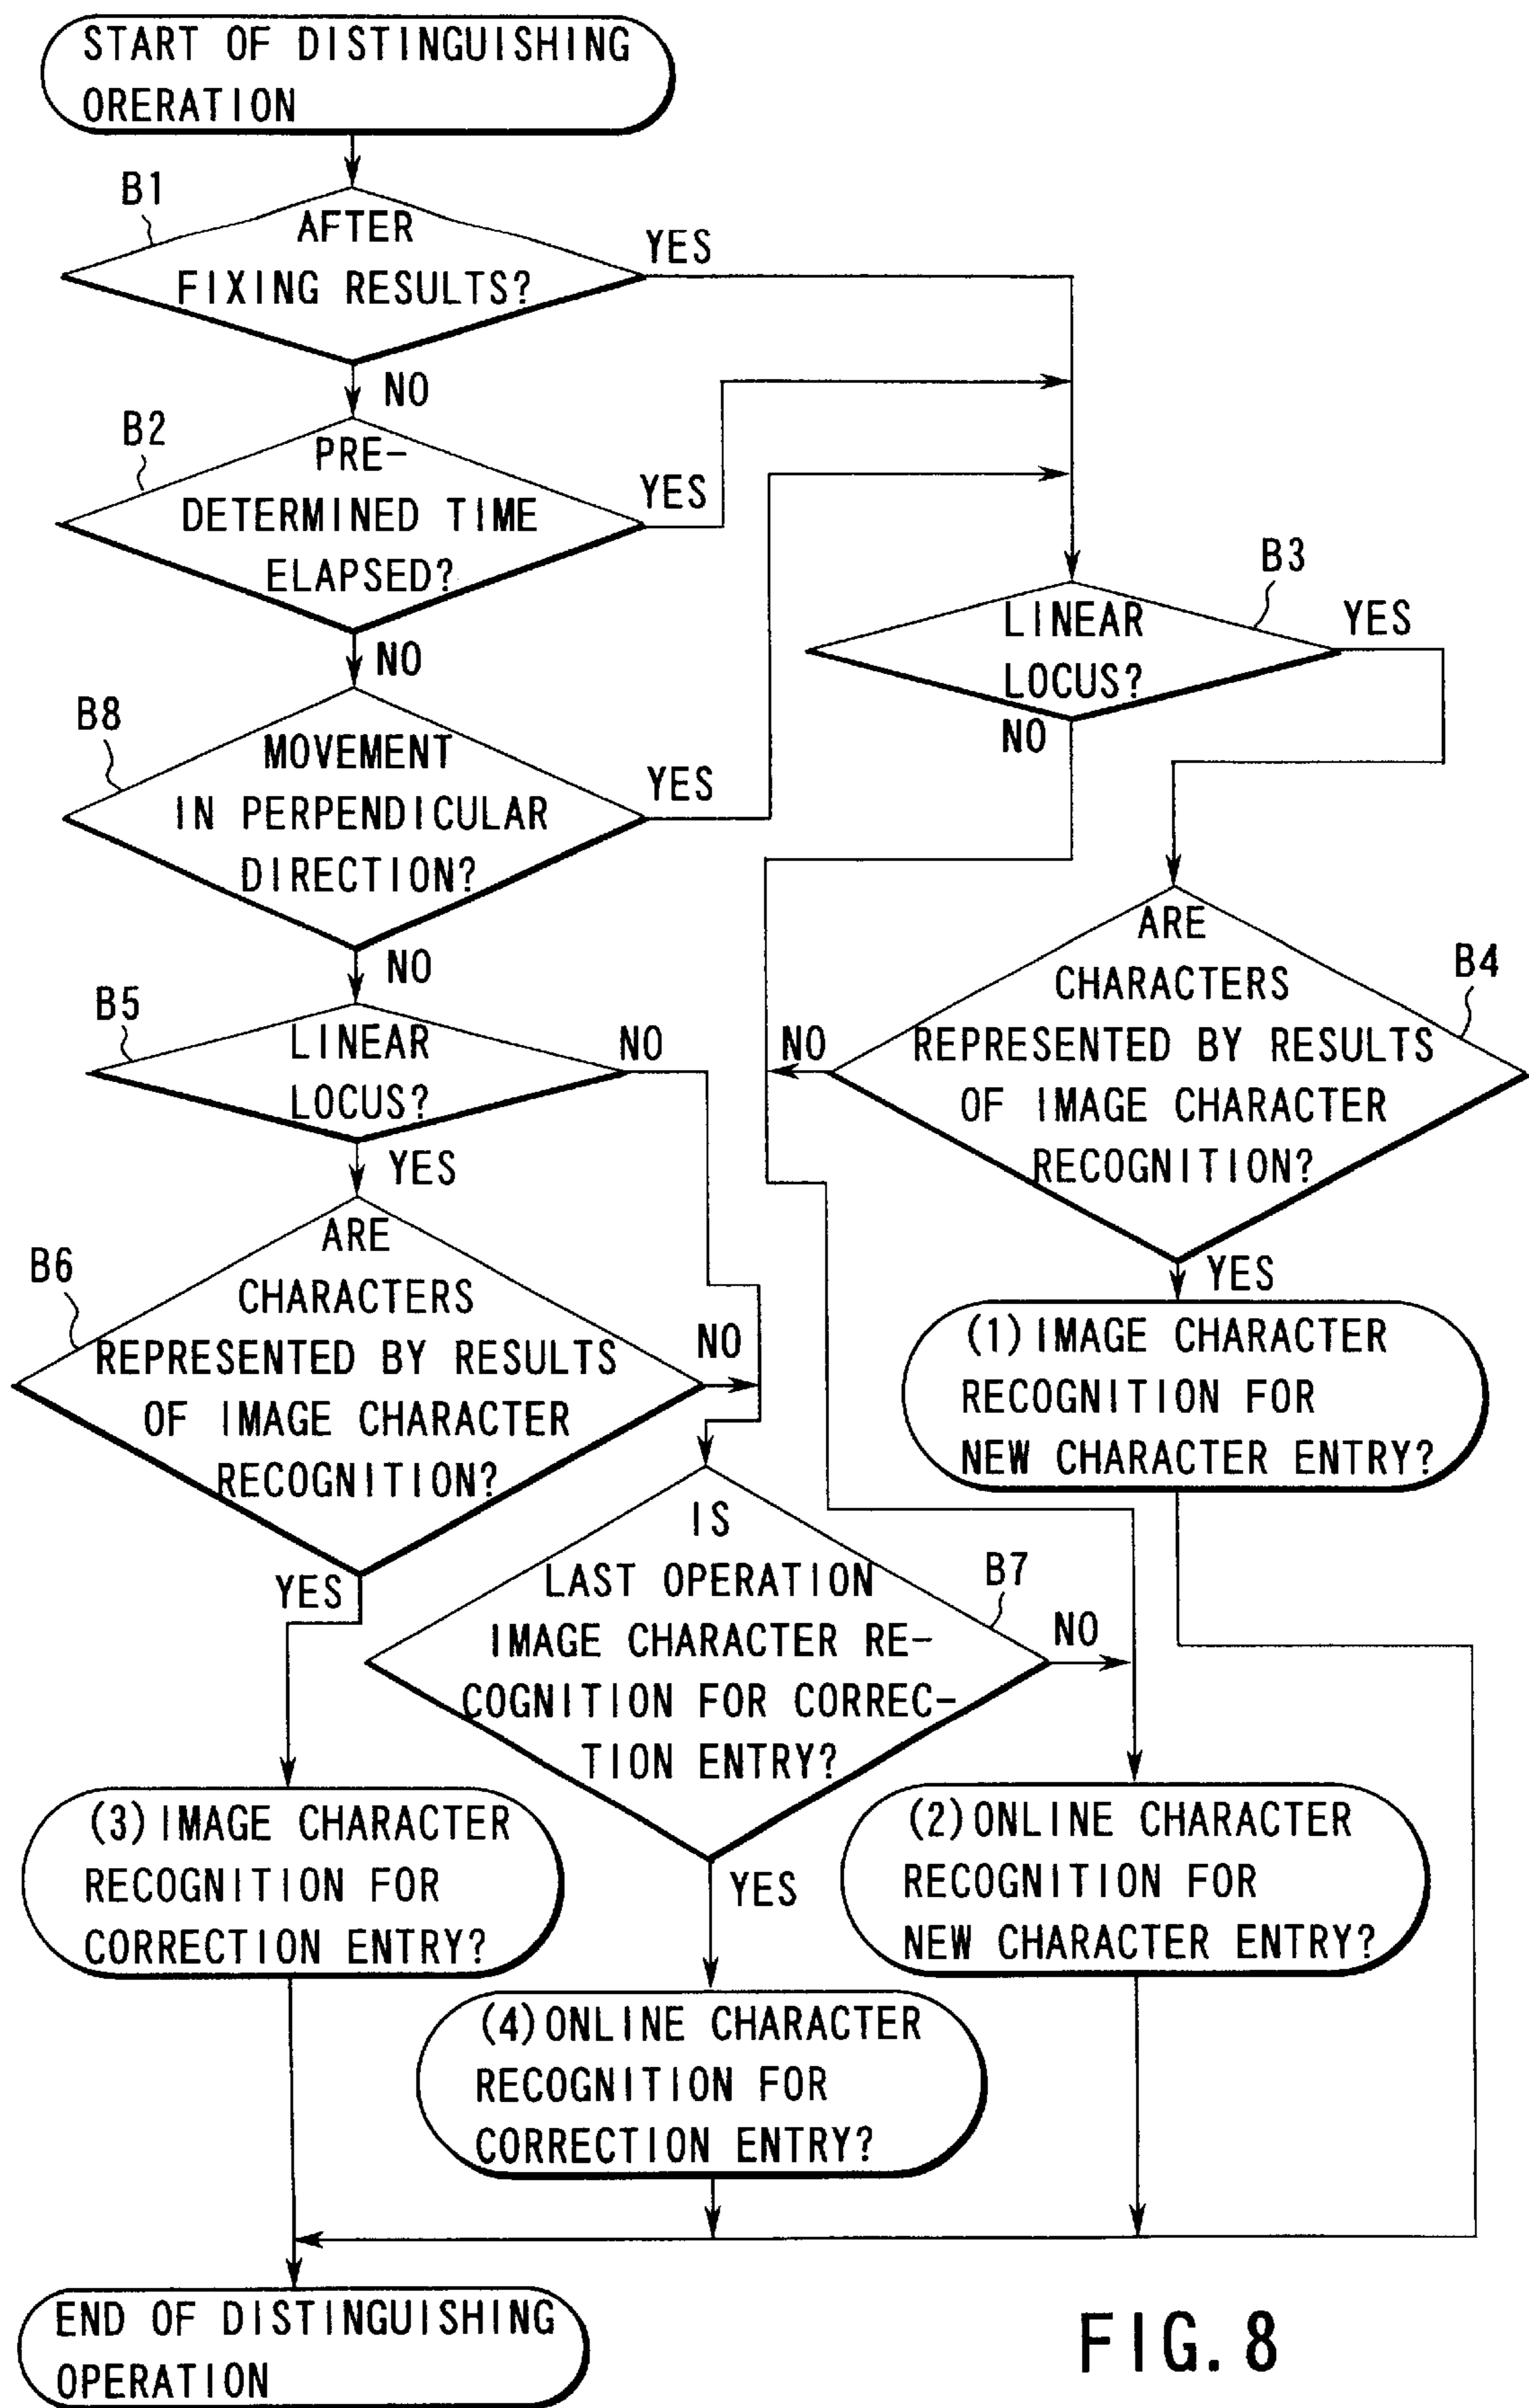 START OF DISTINGUISHING
ORERATION
B1
AFTER
FIXING RESULTS?
YES
NO
B2
PRE-
DETERMINED TIME
ELAPSED?
YES
NO
B3
LINEAR
LOCUS?
YES
NO
B8
MOVEMENT
IN PERPENDICULAR
DIRECTION?
YES
NO
B4
ARE
CHARACTERS
REPRESENTED BY RESULTS
OF IMAGE CHARACTER
RECOGNITION?
NO
YES
B5
LINEAR
LOCUS?
NO
YES
B6
ARE
CHARACTERS
REPRESENTED BY RESULTS
OF IMAGE CHARACTER
RECOGNITION?
NO
YES
(1) IMAGE CHARACTER
RECOGNITION FOR
NEW CHARACTER ENTRY?
B7
IS
LAST OPERATION
IMAGE CHARACTER RE-
COGNITION FOR CORREC-
TION ENTRY?
NO
YES
(3) IMAGE CHARACTER
RECOGNITION FOR
CORRECTION ENTRY?
(2) ONLINE CHARACTER
RECOGNITION FOR
NEW CHARACTER ENTRY?
(4) ONLINE CHARACTER
RECOGNITION FOR
CORRECTION ENTRY?
END OF DISTINGUISHING
OPERATION
FIG. 8